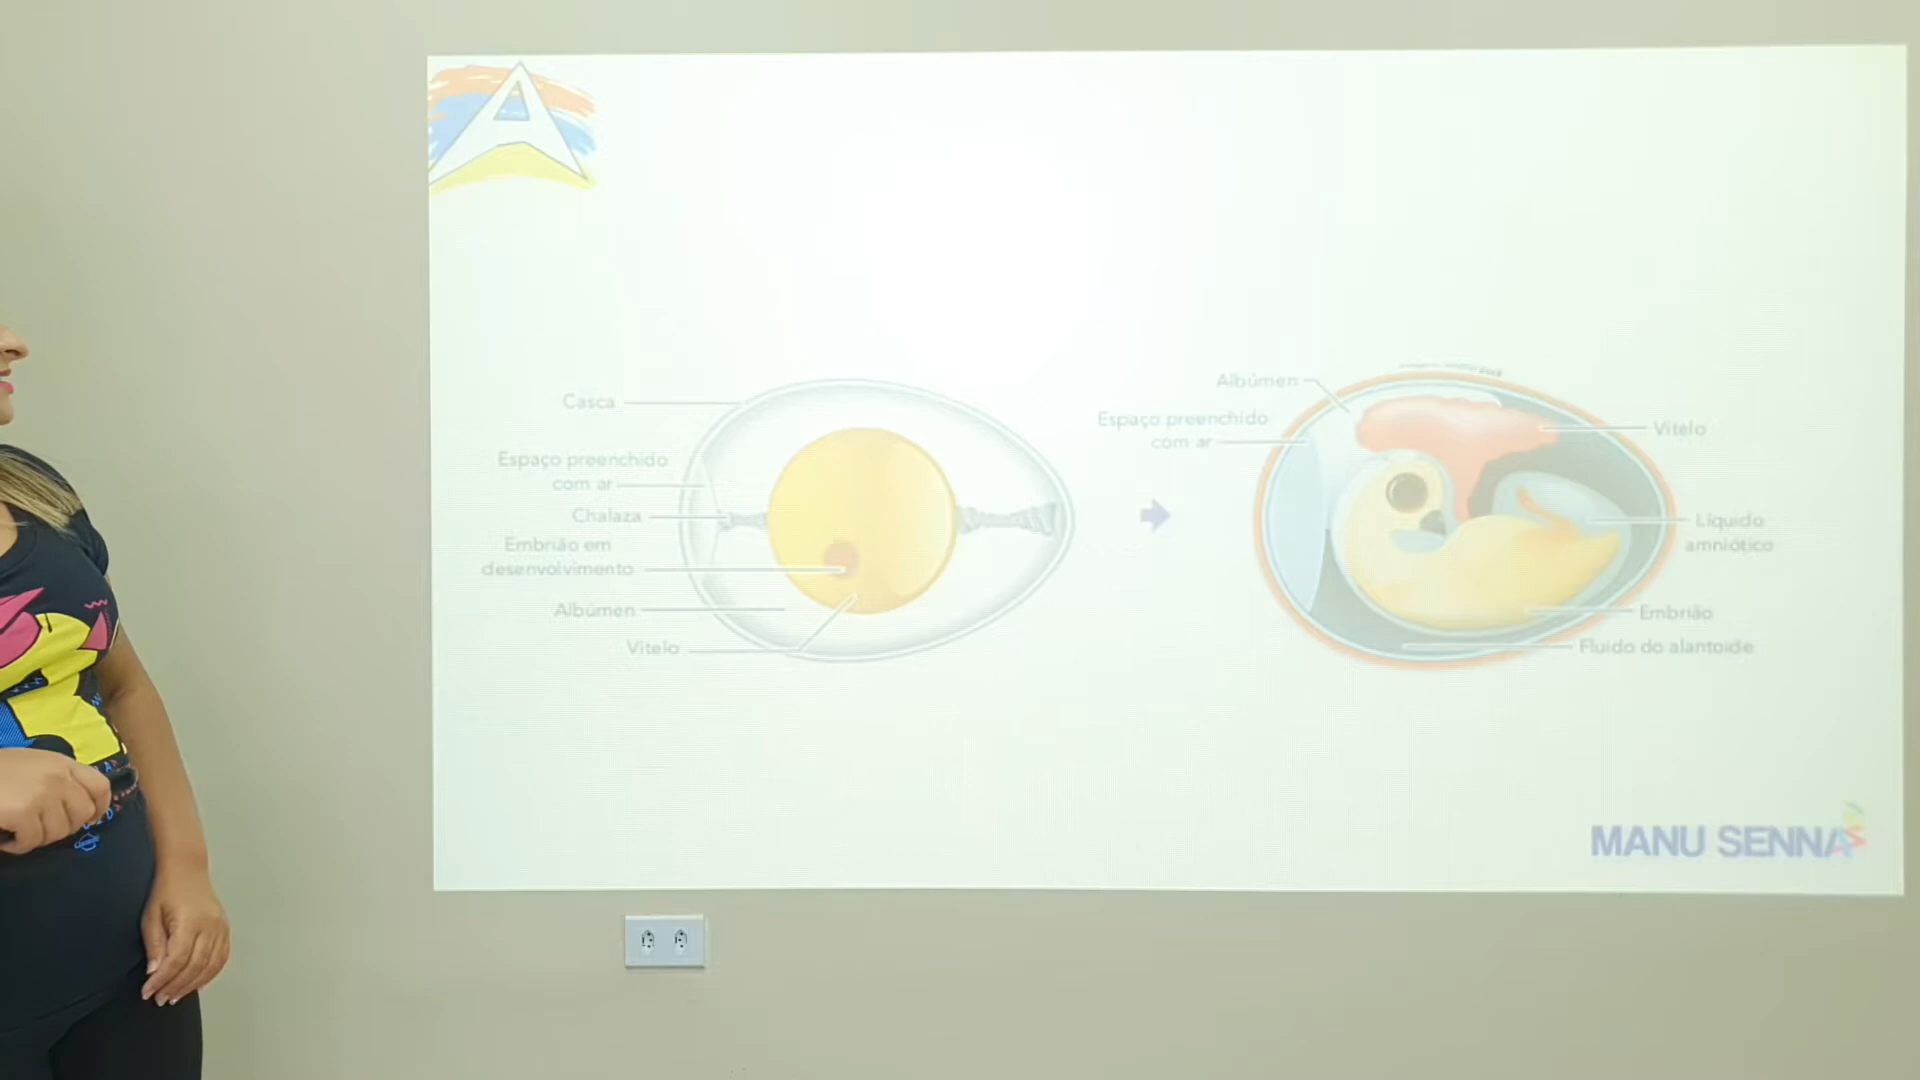 A
Casca
Espaço preenchido
com ar
Chalaza
Embrião em
desenvolvimento
Albúmen
Vitelo
Albúmen
Espaço preenchido
com ar
Vitelo
Líquido
amniótico
Embrião
Fluido do alantoide
MANU SENNA